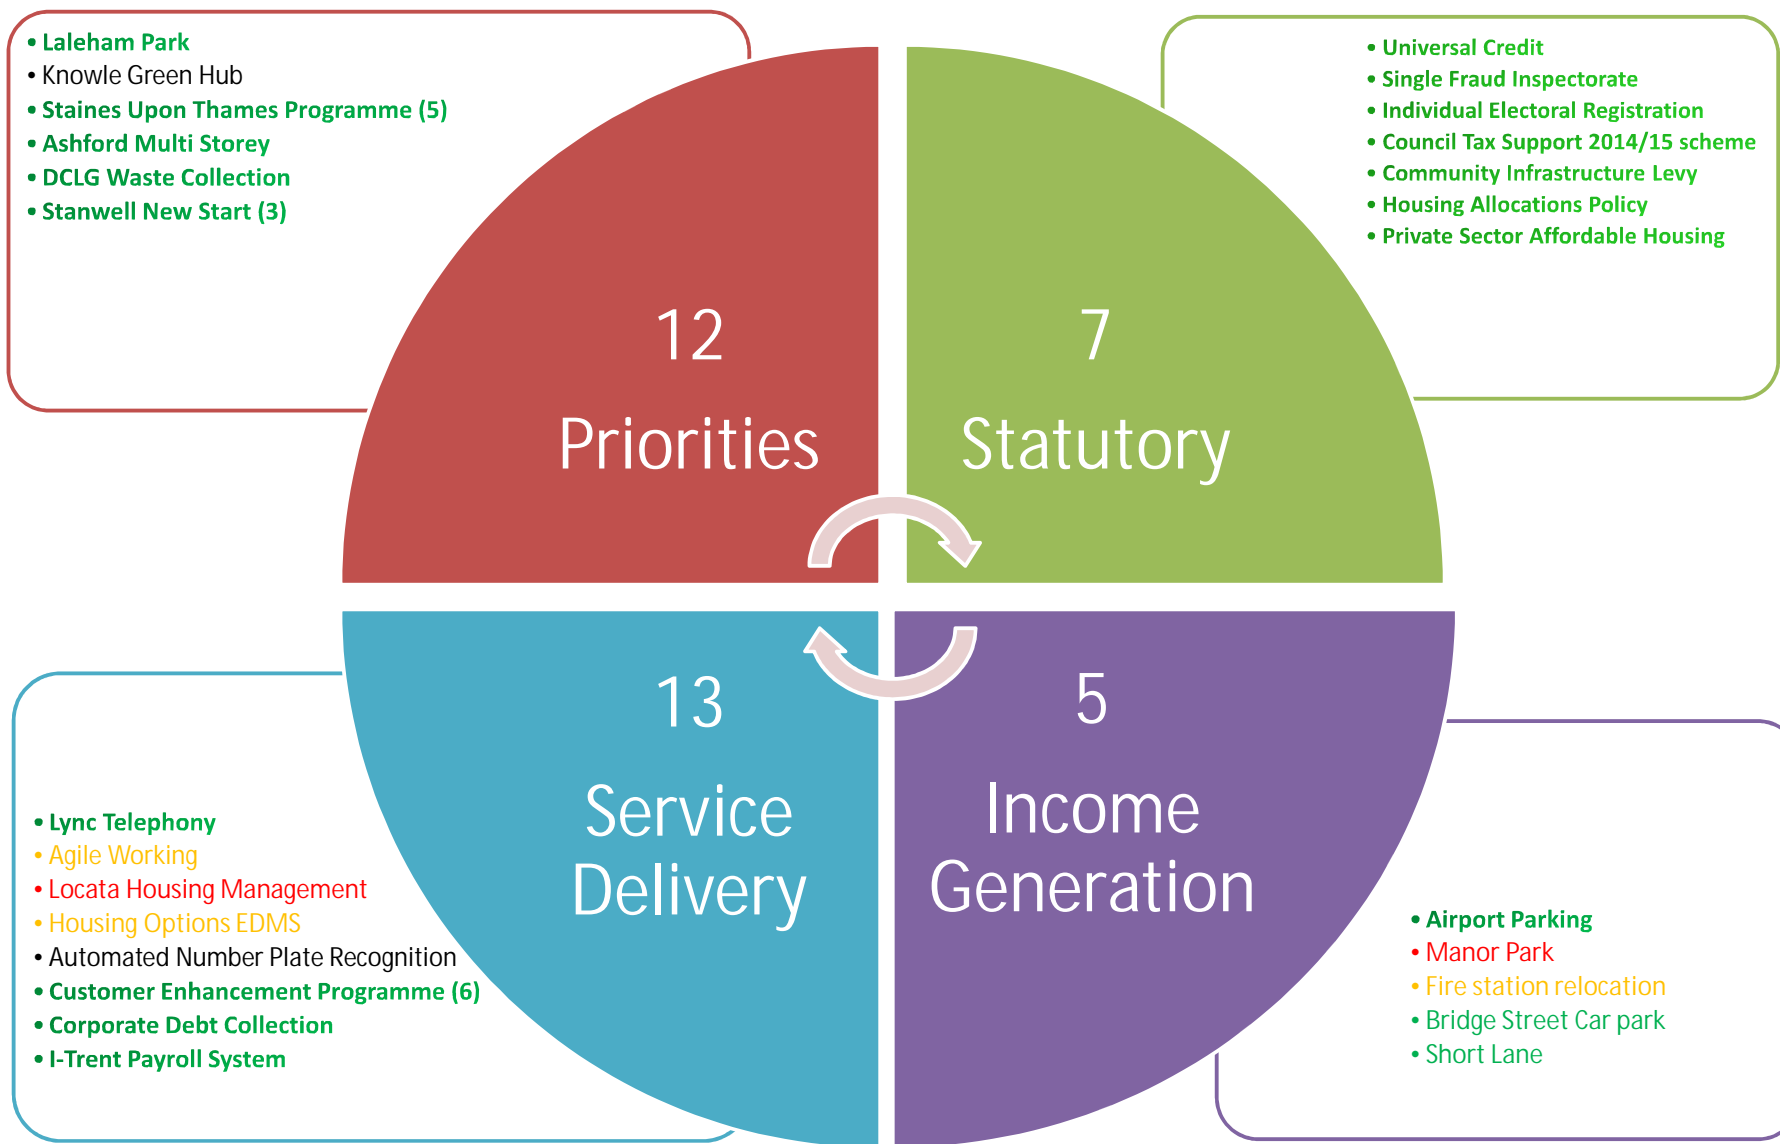 • Laleham Park
• Knowle Green Hub
• Staines Upon Thames Programme (5)
• Ashford Multi Storey
• DCLG Waste Collection
• Stanwell New Start (3)
12
Priorities
7
Statutory
• Universal Credit
• Single Fraud Inspectorate
• Individual Electoral Registration
• Council Tax Support 2014/15 scheme
• Community Infrastructure Levy
• Housing Allocations Policy
• Private Sector Affordable Housing
• Lync Telephony
• Agile Working
• Locata Housing Management
• Housing Options EDMS
• Automated Number Plate Recognition
• Customer Enhancement Programme (6)
• Corporate Debt Collection
• I-Trent Payroll System
13
Service
Delivery
5
Income
Generation
• Airport Parking
• Manor Park
• Fire station relocation
• Bridge Street Car park
• Short Lane